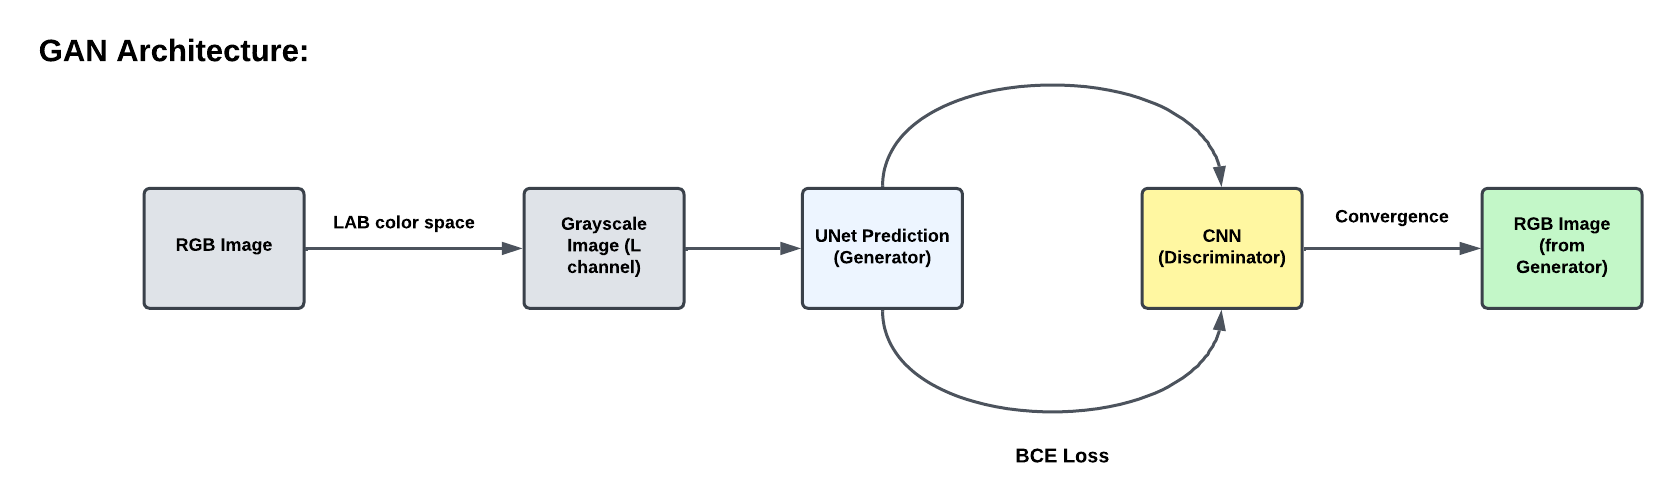 GAN Architecture:
RGB Image
LAB color space
Grayscale
Image (L
channel)
UNet Prediction
(Generator)
CNN
(Discriminator)
Convergence
RGB Image
(from
Generator)
BCE Loss